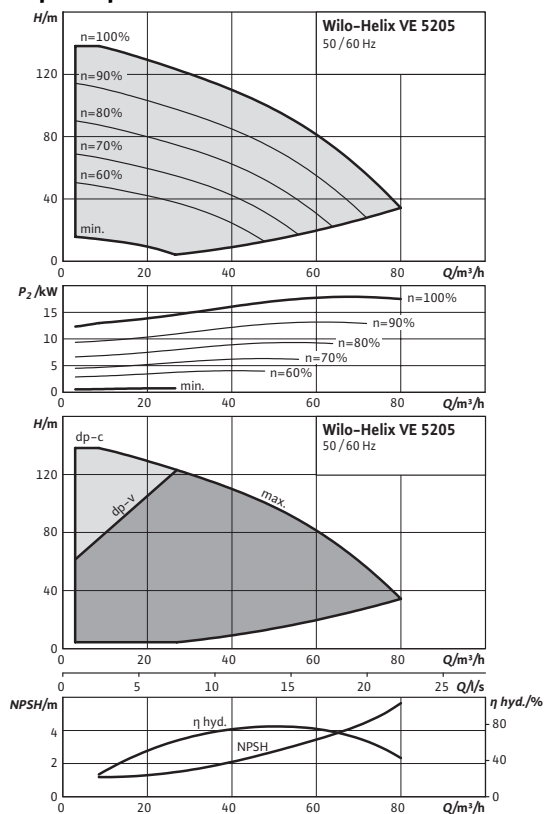 H/m
Wilo-Helix VE 5205
50/60 Hz
n=100%
120
n=90%
80
n=80%
n=70%
40
n=60%
min.
0
0 20 40 60 80 Q/m³/h
P₂/kW
15
n=100%
10
n=90%
n=80%
5
n=70%
n=60%
0
min.
0 20 40 60 80 Q/m³/h
H/m
Wilo-Helix VE 5205
50/60 Hz
dp-c
120
dp-v
max.
80
40
0
0 20 40 60 80 Q/m³/h
0 5 10 15 20 25 Q/l/s
NPSH/m
η hyd./%
η hyd.
80
4
NPSH
2
40
0
0
0 20 40 60 80 Q/m³/h